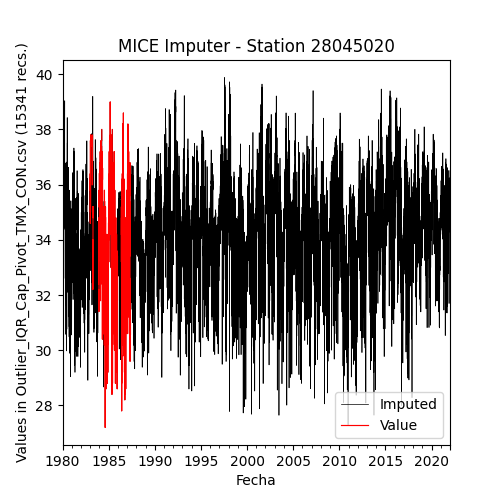 MICE Imputer - Station 28045020
Values in Outlier_IQR_Cap_Pivot_TMX_CON.csv (15341 recs.)
40
38
36
34
32
30
28
Imputed
Value
1980 1985 1990 1995 2000 2005 2010 2015 2020
Fecha